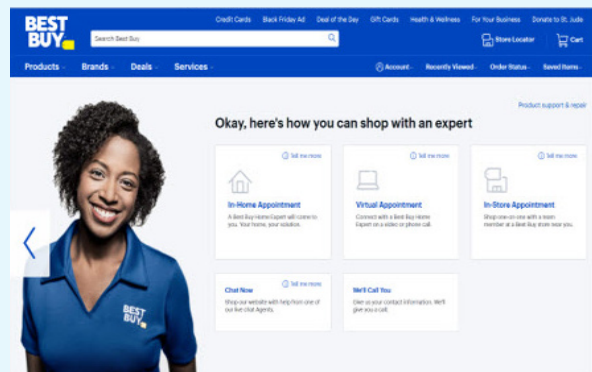 BEST
BUY
Credit Cards Black Friday Ad Deal of the Day Gift Cards Health & Wellness For Your Business Donate to St. Jude
Search Best Buy
Store Locator Cart
Products Brands Deals Services
Account Recently Viewed Order Status Saved Items
Product support & repair
Okay, here's how you can shop with an expert
Tell me more
In-Home Appointment
A Best Buy Home Expert will come to
you. Your home, your solution.
Tell me more
Virtual Appointment
Connect with a Best Buy Home
Expert on a video or phone call.
Tell me more
In-Store Appointment
Shop one-on-one with a team
member at a Best Buy store near you.
Tell me more
Chat Now
Shop our website with help from one of
our live chat Agents.
We'll Call You
Give us your contact information. We'll
give you a call.
BEST
BUY